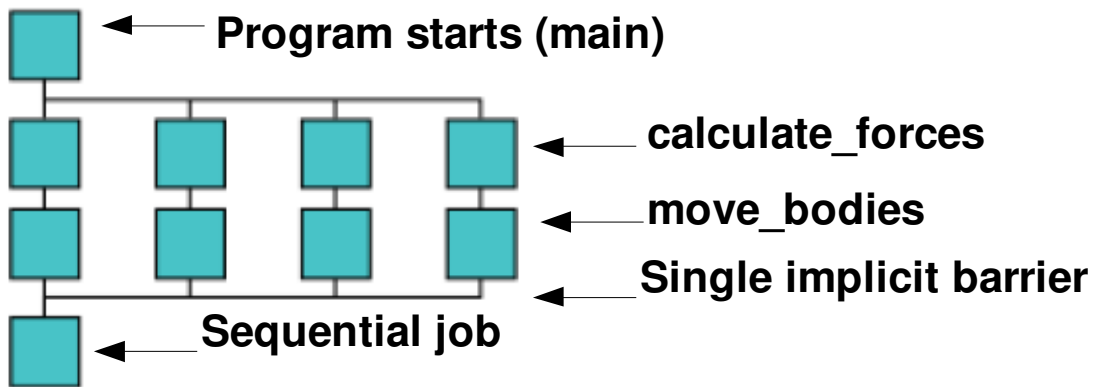 Program starts (main)
calculate_forces
move_bodies
Single implicit barrier
Sequential job